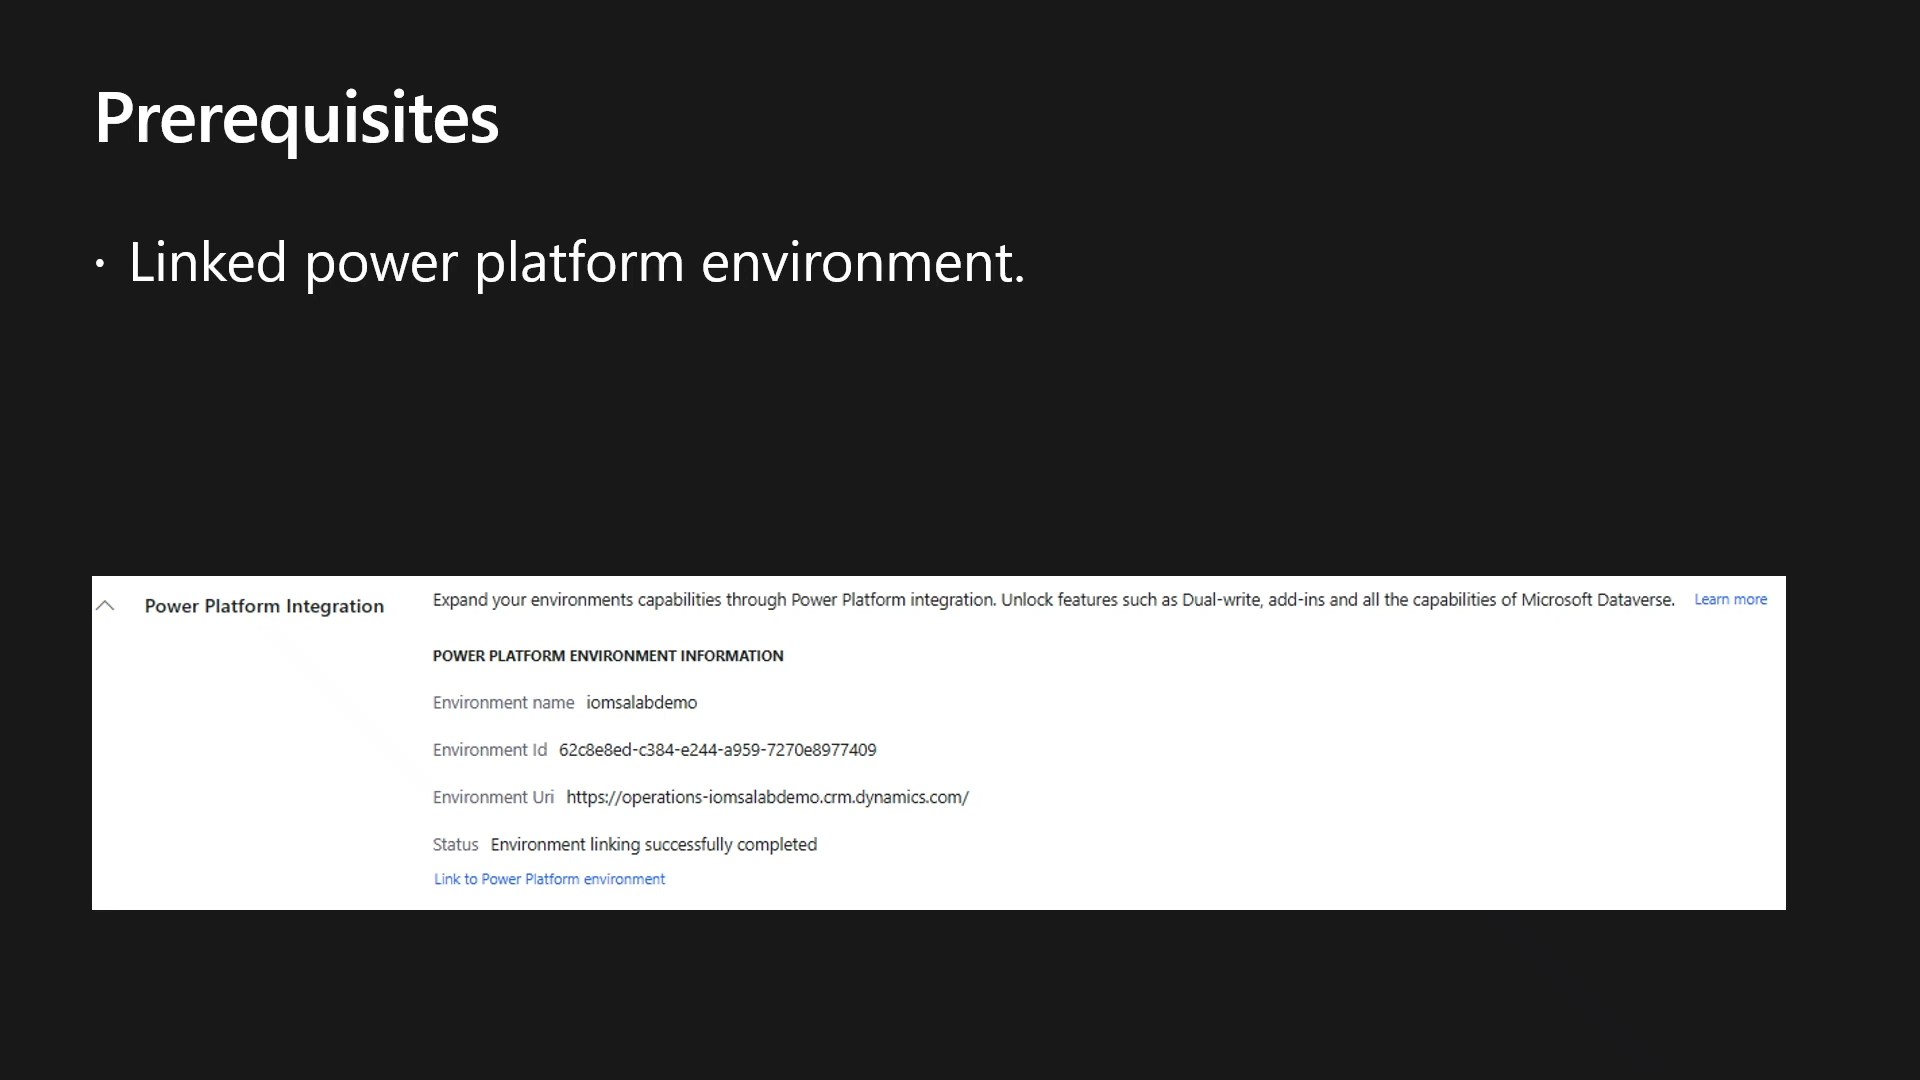 Prerequisites
· Linked power platform environment.
Power Platform Integration
Expand your environments capabilities through Power Platform integration. Unlock features such as Dual-write, add-ins and all the capabilities of Microsoft Dataverse. Learn more
POWER PLATFORM ENVIRONMENT INFORMATION
Environment name iomsalabdemo
Environment Id 62c8e8ed-c384-e244-a959-7270e8977409
Environment Uri https://operations-iomsalabdemo.crm.dynamics.com/
Status Environment linking successfully completed
Link to Power Platform environment